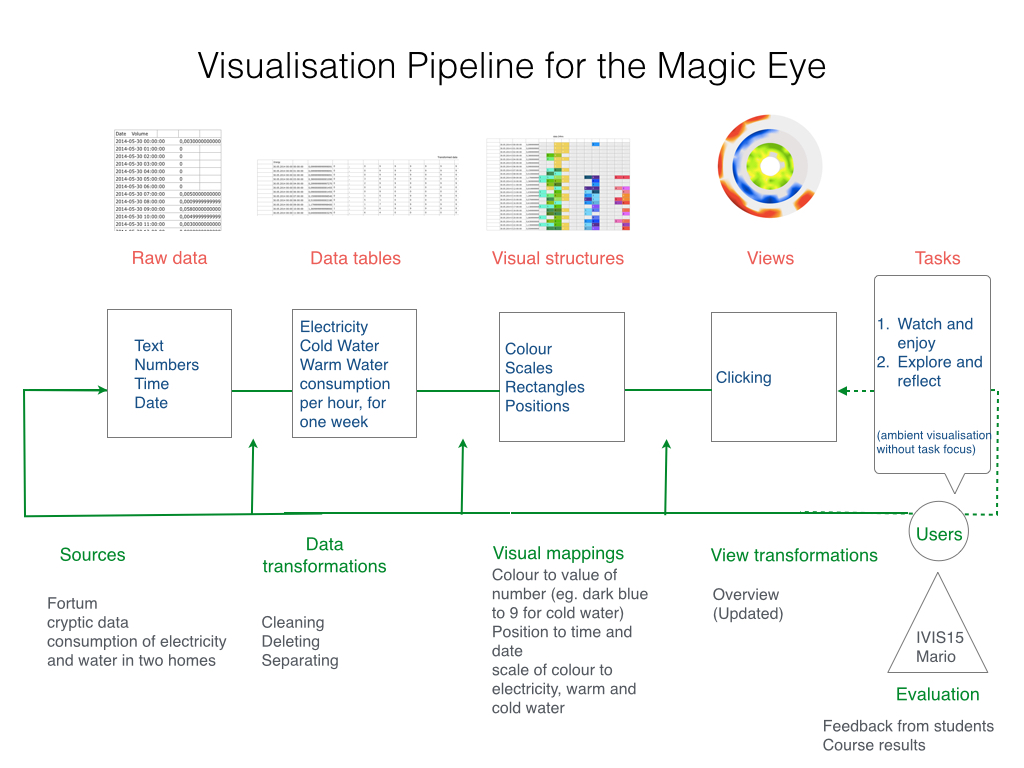 Visualisation Pipeline for the Magic Eye
Date Volume
2014-05-30 00:00:00 0,0030000000000
2014-05-30 01:00:00 0
2014-05-30 02:00:00 0
2014-05-30 03:00:00 0
2014-05-30 04:00:00 0
2014-05-30 05:00:00 0
2014-05-30 06:00:00 0
2014-05-30 07:00:00 0,0050000000000
2014-05-30 08:00:00 0,0009999999999
2014-05-30 09:00:00 0,0580000000000
2014-05-30 10:00:00 0,0049999999999
2014-05-30 11:00:00 0,0030000000000
Raw data
Data tables
Visual structures
Views
Tasks
Text
Numbers
Time
Date
Electricity
Cold Water
Warm Water
consumption
per hour, for
one week
Colour
Scales
Rectangles
Positions
Clicking
1. Watch and
enjoy
2. Explore and
reflect
(ambient visualisation
without task focus)
Users
Sources
Fortum
cryptic data
consumption of electricity
and water in two homes
Data
transformations
Cleaning
Deleting
Separating
Visual mappings
Colour to value of
number (eg. dark blue
to 9 for cold water)
Position to time and
date
scale of colour to
electricity, warm and
cold water
View transformations
Overview
(Updated)
IVIS15
Mario
Evaluation
Feedback from students
Course results